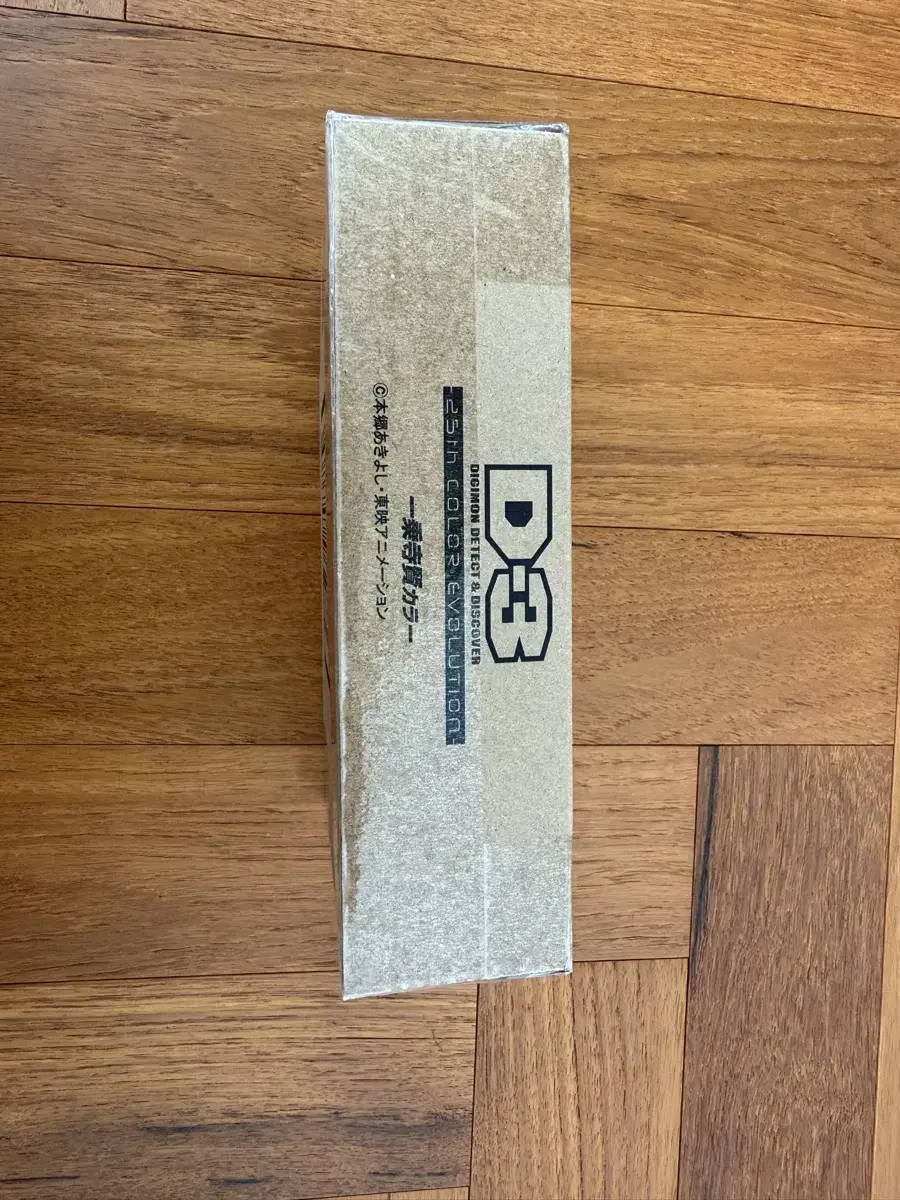 D-3
DIGIMON DETECT & DISCOVER
-25th COLOR EVOLUTION-
一乗寺賢カラー
©本郷あきよし・東映アニメーション